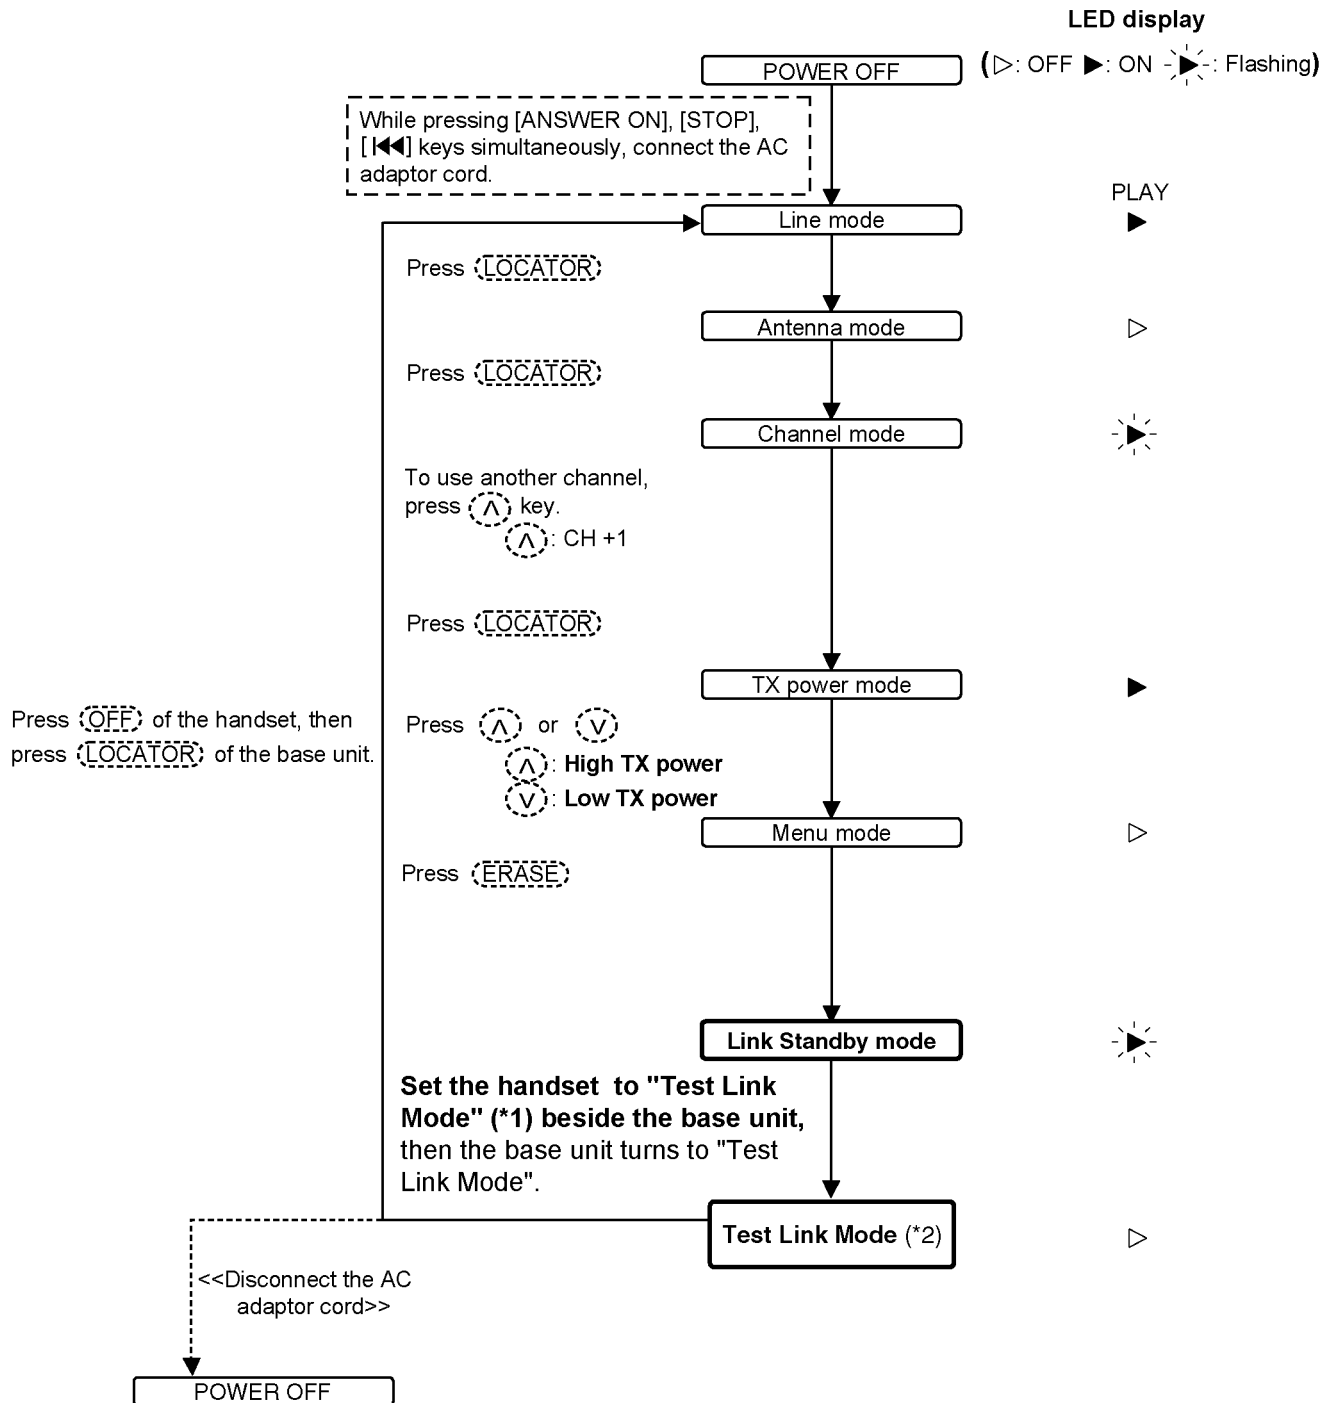 LED display
(▷: OFF ▶: ON ▶: Flashing)
POWER OFF
While pressing [ANSWER ON], [STOP],
[⏮] keys simultaneously, connect the AC
adaptor cord.
PLAY
Line mode
Press (LOCATOR)
Antenna mode
Press (LOCATOR)
Channel mode
To use another channel,
press (∧) key.
(∧): CH +1
Press (LOCATOR)
TX power mode
Press (OFF) of the handset, then
press (LOCATOR) of the base unit.
Press (∧) or (∨)
(∧): High TX power
(∨): Low TX power
Menu mode
Press (ERASE)
Link Standby mode
Set the handset to "Test Link
Mode" (*1) beside the base unit,
then the base unit turns to "Test
Link Mode".
Test Link Mode (*2)
<<Disconnect the AC
adaptor cord>>
POWER OFF